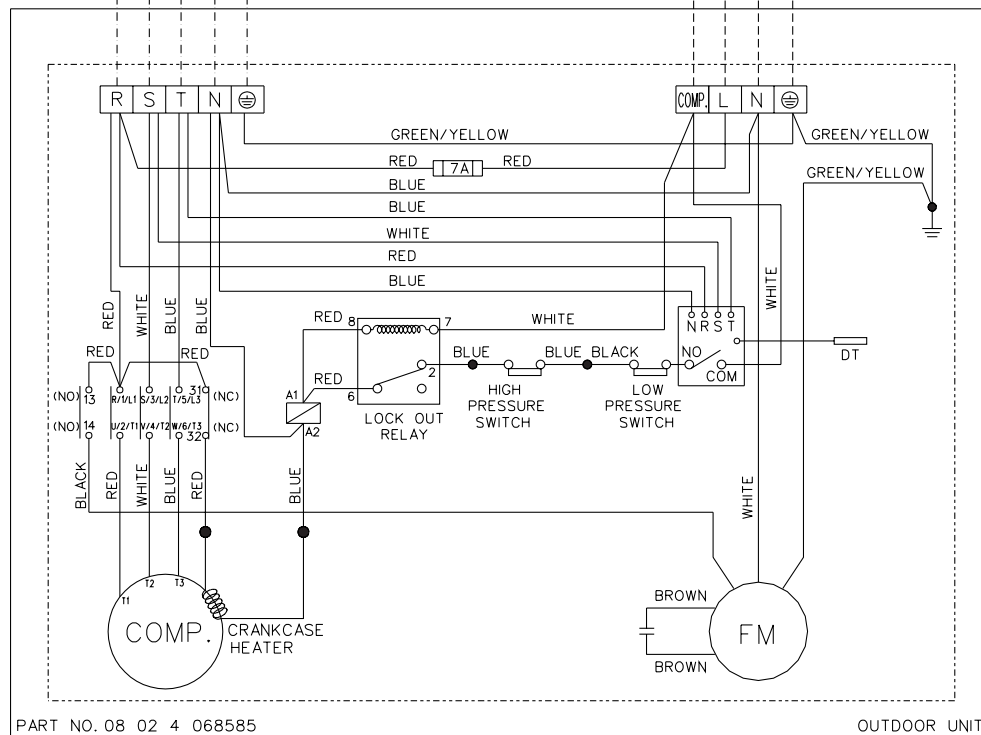 R S T N COMP. L N
GREEN/YELLOW GREEN/YELLOW
RED 7A RED
GREEN/YELLOW
BLUE
BLUE
WHITE
RED
BLUE
WHITE
RED WHITE BLUE BLUE
RED 8 7 WHITE
N R S T
RED RED
BLUE BLUE BLACK NO
DT
2
COM
RED
6
(NO) 13 R/1/L1 S/3/L2 T/5/L3 31 (NC)
A1
HIGH
PRESSURE
SWITCH
LOW
PRESSURE
SWITCH
LOCK OUT
RELAY
(NO) 14 U/2/T1 V/4/T2 W/6/T3 32 (NC)
A2
BLACK RED WHITE BLUE RED BLUE
WHITE
T1 T2 T3
COMP.
CRANKCASE
HEATER
BROWN
FM
BROWN
PART NO. 08 02 4 068585
OUTDOOR UNIT